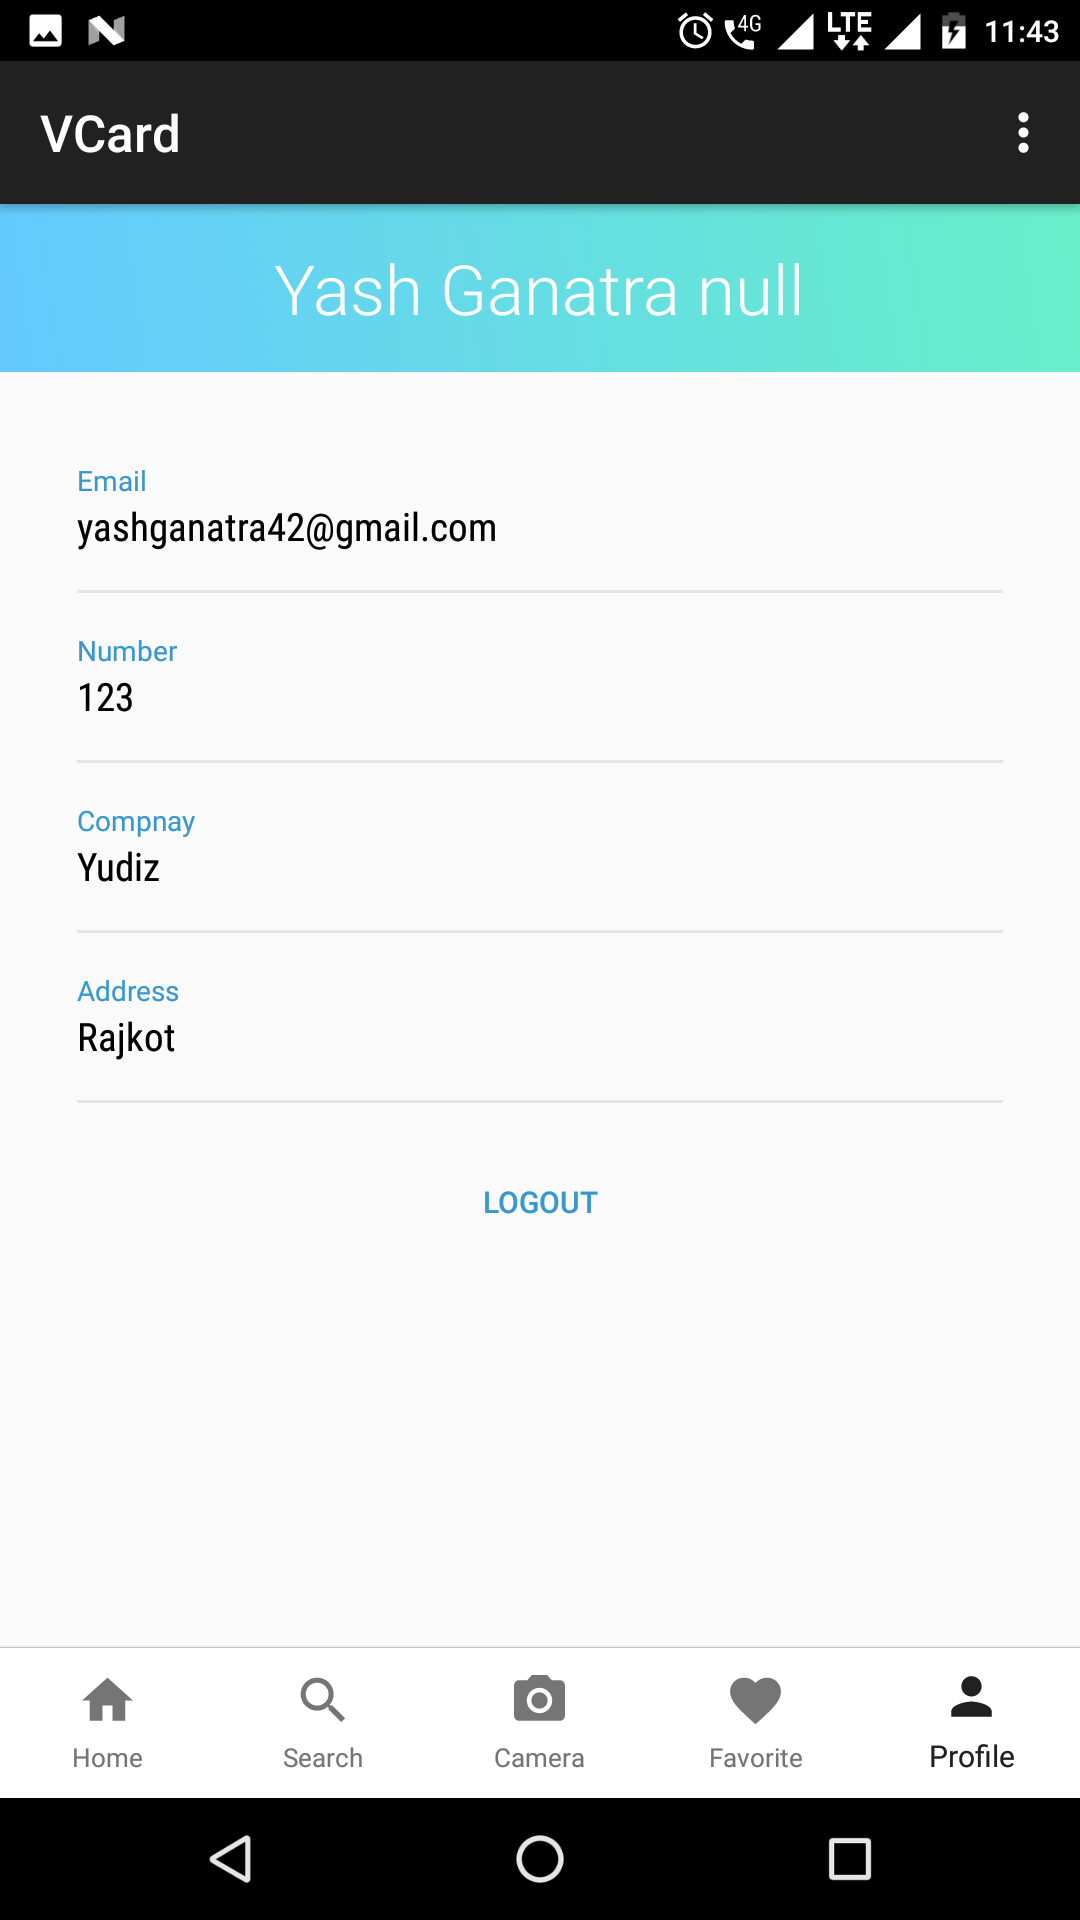 4G LTE 11:43
VCard
Yash Ganatra null
Email
yashganatra42@gmail.com
Number
123
Compnay
Yudiz
Address
Rajkot
LOGOUT
Home Search Camera Favorite Profile